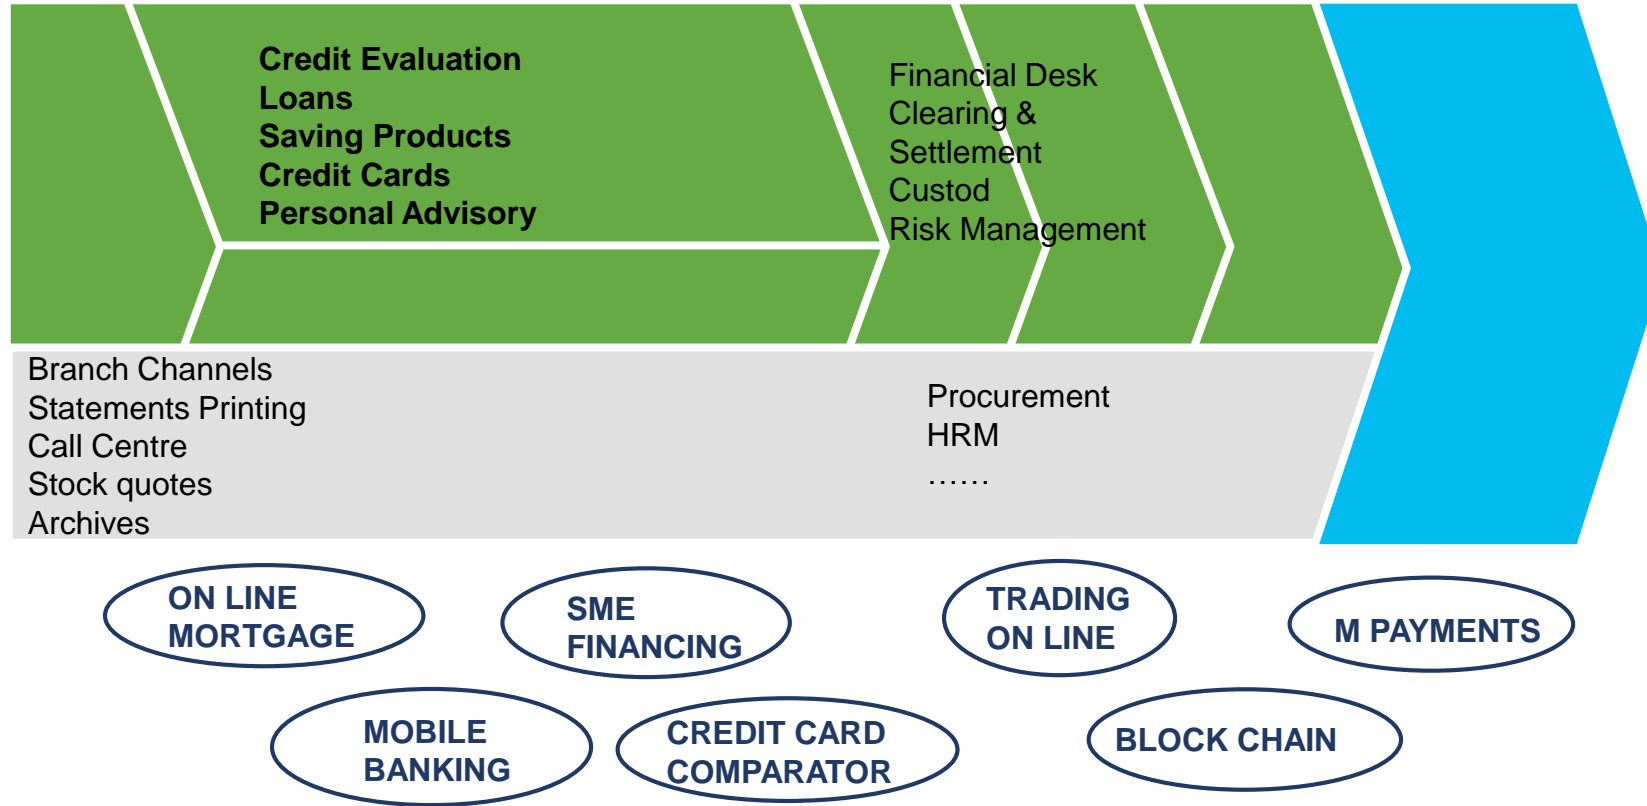 Credit Evaluation
Loans
Saving Products
Credit Cards
Personal Advisory
Financial Desk
Clearing &
Settlement
Custod
Risk Management
Branch Channels
Statements Printing
Call Centre
Stock quotes
Archives
Procurement
HRM
......
ON LINE
MORTGAGE
SME
FINANCING
TRADING
ON LINE
M PAYMENTS
MOBILE
BANKING
CREDIT CARD
COMPARATOR
BLOCK CHAIN